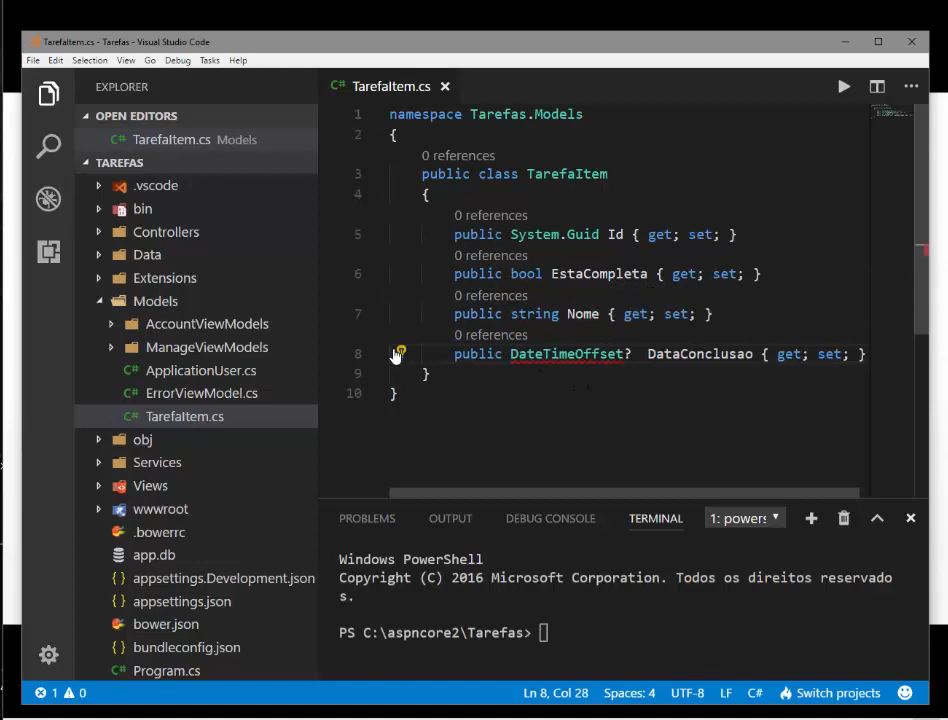 TarefaItem.cs - Tarefas - Visual Studio Code
File Edit Selection View Go Debug Tasks Help
EXPLORER
OPEN EDITORS
C# TarefaItem.cs Models
TAREFAS
.vscode
bin
Controllers
Data
Extensions
Models
AccountViewModels
ManageViewModels
C# ApplicationUser.cs
C# ErrorViewModel.cs
C# TarefaItem.cs
obj
Services
Views
wwwroot
.bowerrc
app.db
{ } appsettings.Development.json
{ } appsettings.json
{ } bower.json
{ } bundleconfig.json
C# Program.cs
C# TarefaItem.cs ×
1 namespace Tarefas.Models
2 {
0 references
3 public class TarefaItem
4 {
0 references
5 public System.Guid Id { get; set; }
0 references
6 public bool EstaCompleta { get; set; }
0 references
7 public string Nome { get; set; }
0 references
8 public DateTimeOffset?  DataConclusao { get; set; }
9 }
10 }
PROBLEMS OUTPUT DEBUG CONSOLE TERMINAL 1: powers
Windows PowerShell
Copyright (C) 2016 Microsoft Corporation. Todos os direitos reservado
s.
PS C:\aspncore2\Tarefas>
1 0 Ln 8, Col 28 Spaces: 4 UTF-8 LF C# Switch projects